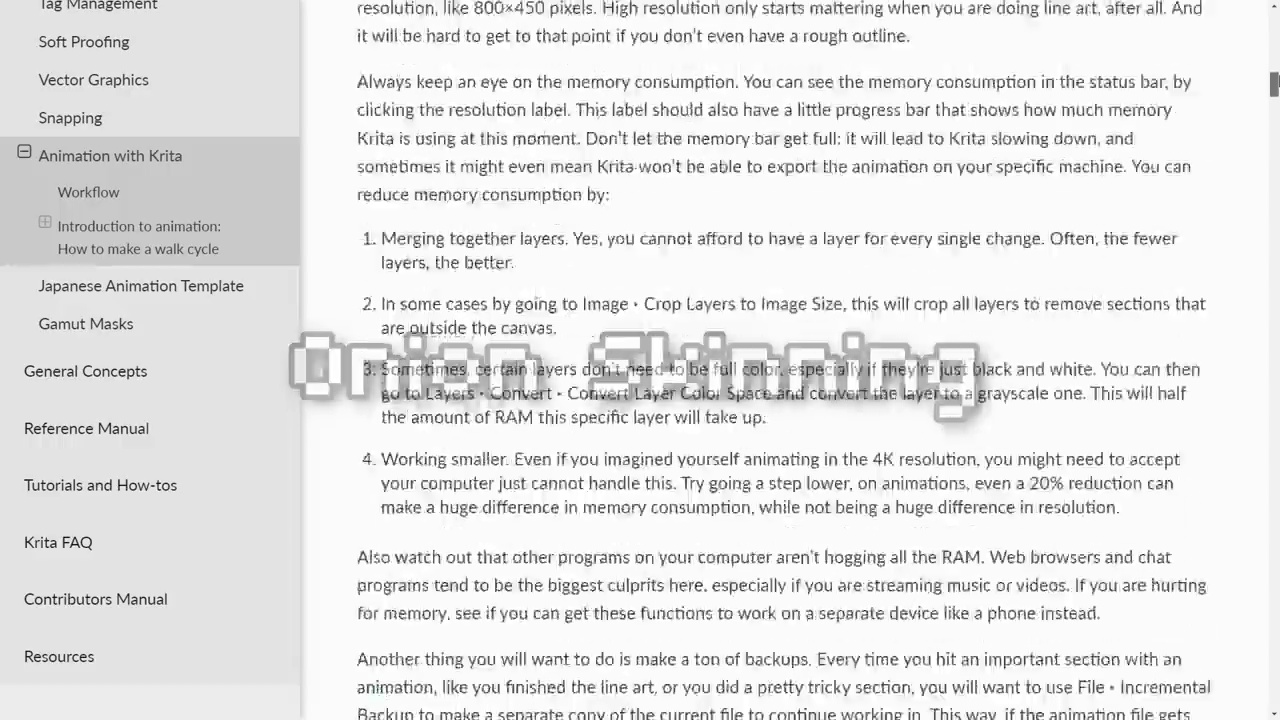 Tag Management
Soft Proofing
Vector Graphics
Snapping
Animation with Krita
Workflow
Introduction to animation:
How to make a walk cycle
Japanese Animation Template
Gamut Masks
General Concepts
Reference Manual
Tutorials and How-tos
Krita FAQ
Contributors Manual
Resources
resolution, like 800×450 pixels. High resolution only starts mattering when you are doing line art, after all. And
it will be hard to get to that point if you don't even have a rough outline.
Always keep an eye on the memory consumption. You can see the memory consumption in the status bar, by
clicking the resolution label. This label should also have a little progress bar that shows how much memory
Krita is using at this moment. Don't let the memory bar get full: it will lead to Krita slowing down, and
sometimes it might even mean Krita won't be able to export the animation on your specific machine. You can
reduce memory consumption by:
1. Merging together layers. Yes, you cannot afford to have a layer for every single change. Often, the fewer
layers, the better.
2. In some cases by going to Image ‣ Crop Layers to Image Size, this will crop all layers to remove sections that
are outside the canvas.
Onion Skinning
3. Sometimes, certain layers don't need to be full color, especially if they're just black and white. You can then
go to Layers ‣ Convert ‣ Convert Layer Color Space and convert the layer to a grayscale one. This will half
the amount of RAM this specific layer will take up.
4. Working smaller. Even if you imagined yourself animating in the 4K resolution, you might need to accept
your computer just cannot handle this. Try going a step lower, on animations, even a 20% reduction can
make a huge difference in memory consumption, while not being a huge difference in resolution.
Also watch out that other programs on your computer aren't hogging all the RAM. Web browsers and chat
programs tend to be the biggest culprits here, especially if you are streaming music or videos. If you are hurting
for memory, see if you can get these functions to work on a separate device like a phone instead.
Another thing you will want to do is make a ton of backups. Every time you hit an important section with an
animation, like you finished the line art, or you did a pretty tricky section, you will want to use File ‣ Incremental
Backup to make a separate copy of the current file to continue working in. This way, if the animation file gets